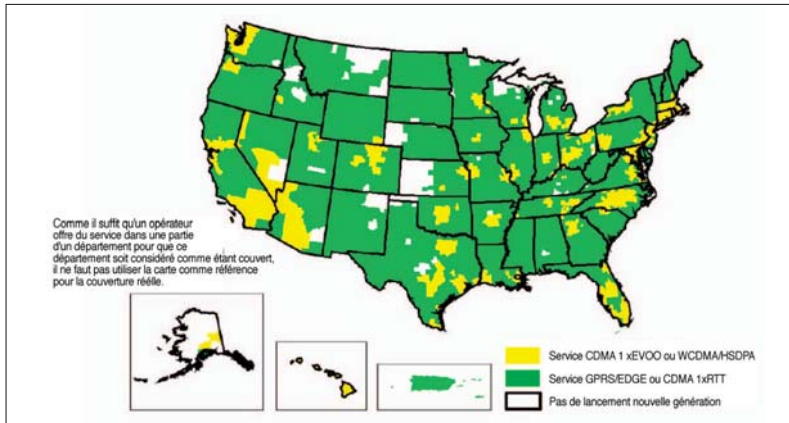 Comme il suffit qu'un opérateur
offre du service dans une partie
d'un département pour que ce
département soit considéré comme étant couvert,
il ne faut pas utiliser la carte comme référence
pour la couverture réélle.
Service CDMA 1 xEVOO ou WCDMA/HSDPA
Service GPRS/EDGE ou CDMA 1xRTT
Pas de lancement nouvelle génération